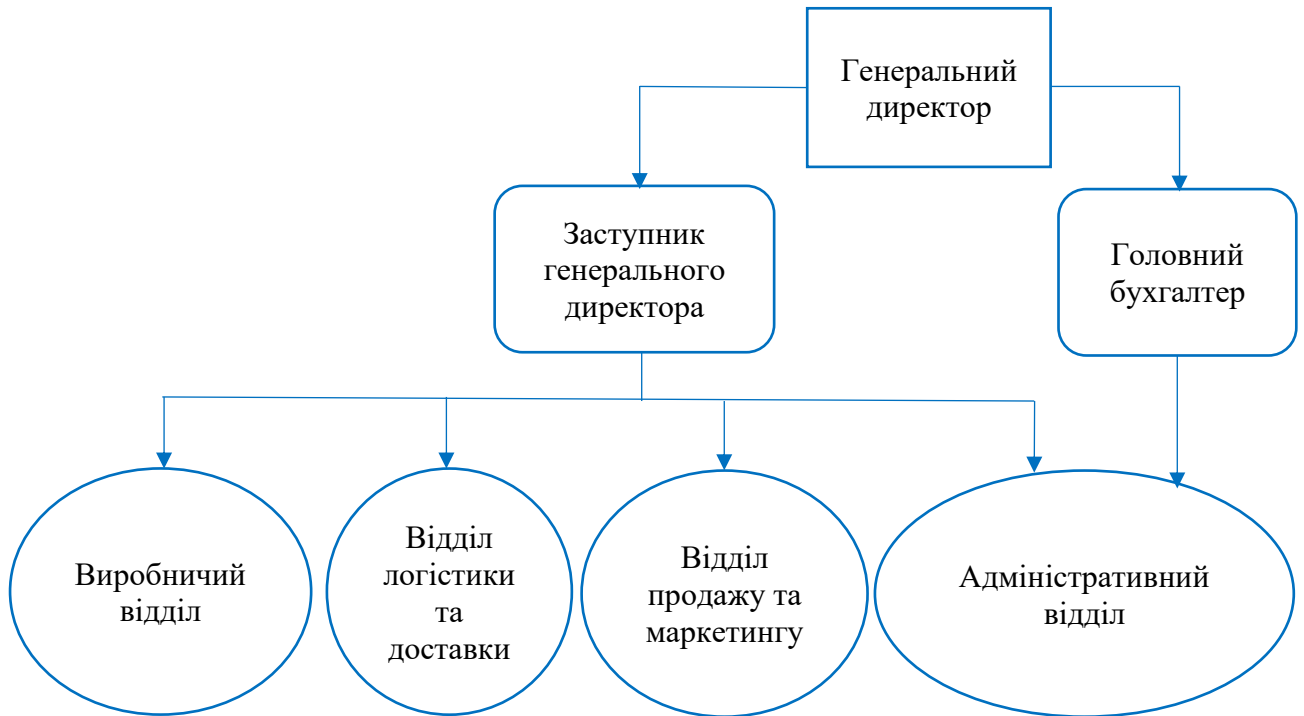 Генеральний
директор
Заступник
генерального
директора
Головний
бухгалтер
Виробничий
відділ
Відділ
логістики
та
доставки
Відділ
продажу та
маркетингу
Адміністративний
відділ